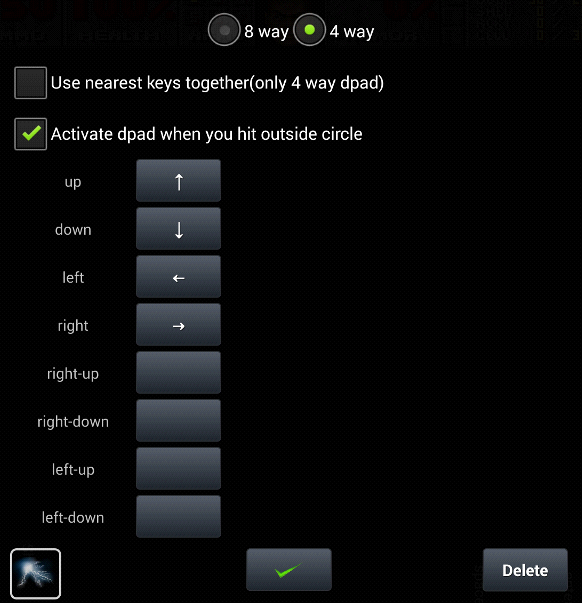 8 way 4 way
Use nearest keys together(only 4 way dpad)
Activate dpad when you hit outside circle
up ↑
down ↓
left ←
right →
right-up
right-down
left-up
left-down
Delete